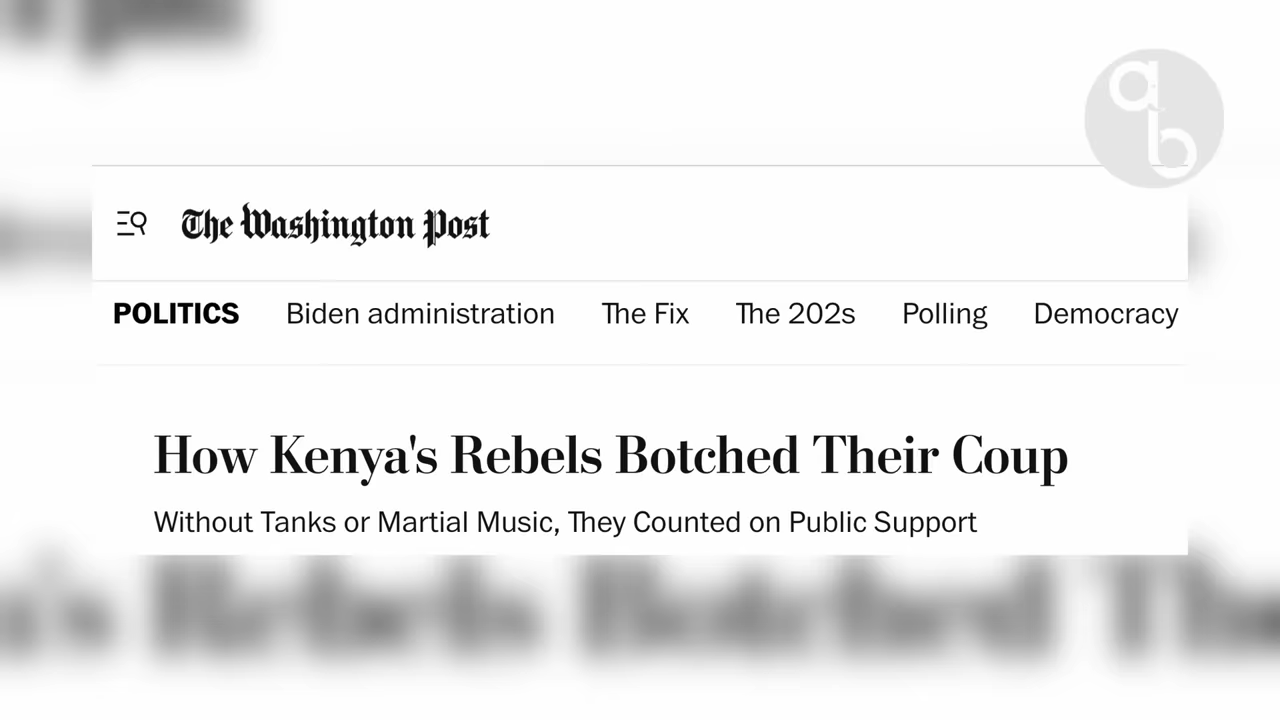 ab
The Washington Post
POLITICS Biden administration The Fix The 202s Polling Democracy
How Kenya's Rebels Botched Their Coup
Without Tanks or Martial Music, They Counted on Public Support